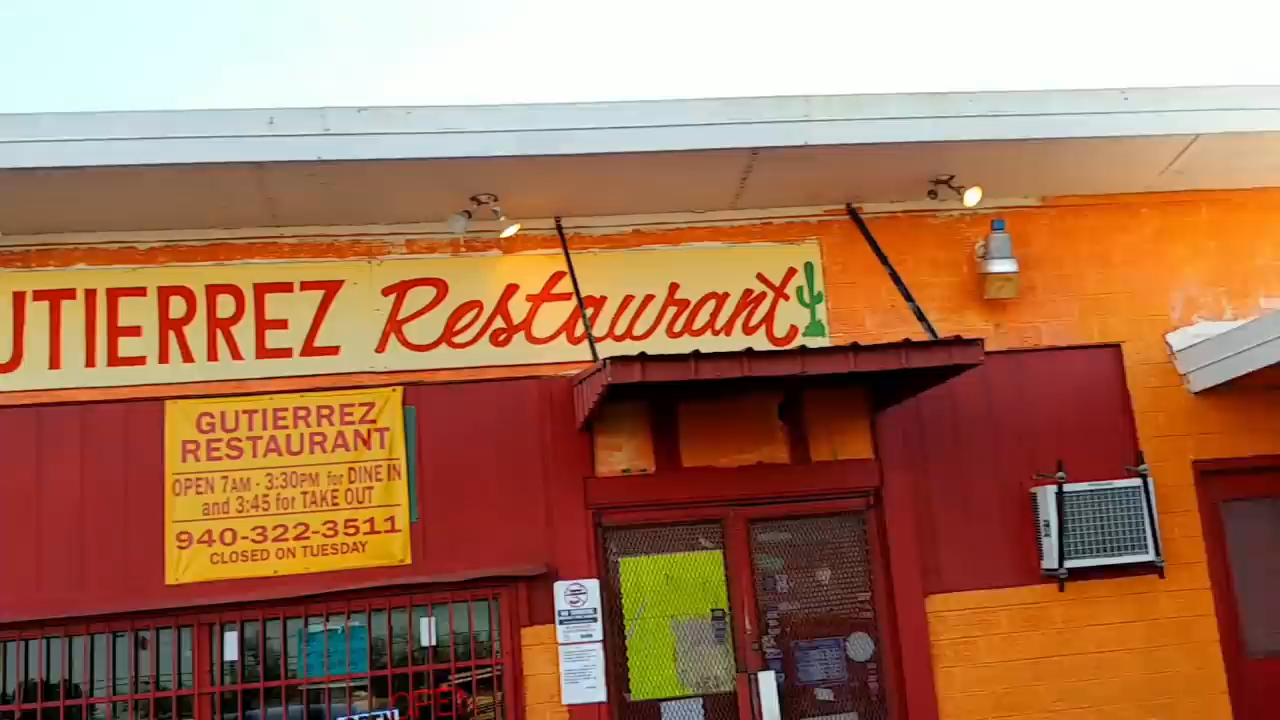 UTIERREZ Restaurant
GUTIERREZ
RESTAURANT
OPEN 7AM - 3:30PM for DINE IN
and 3:45 for TAKE OUT
940-322-3511
CLOSED ON TUESDAY
OPEN